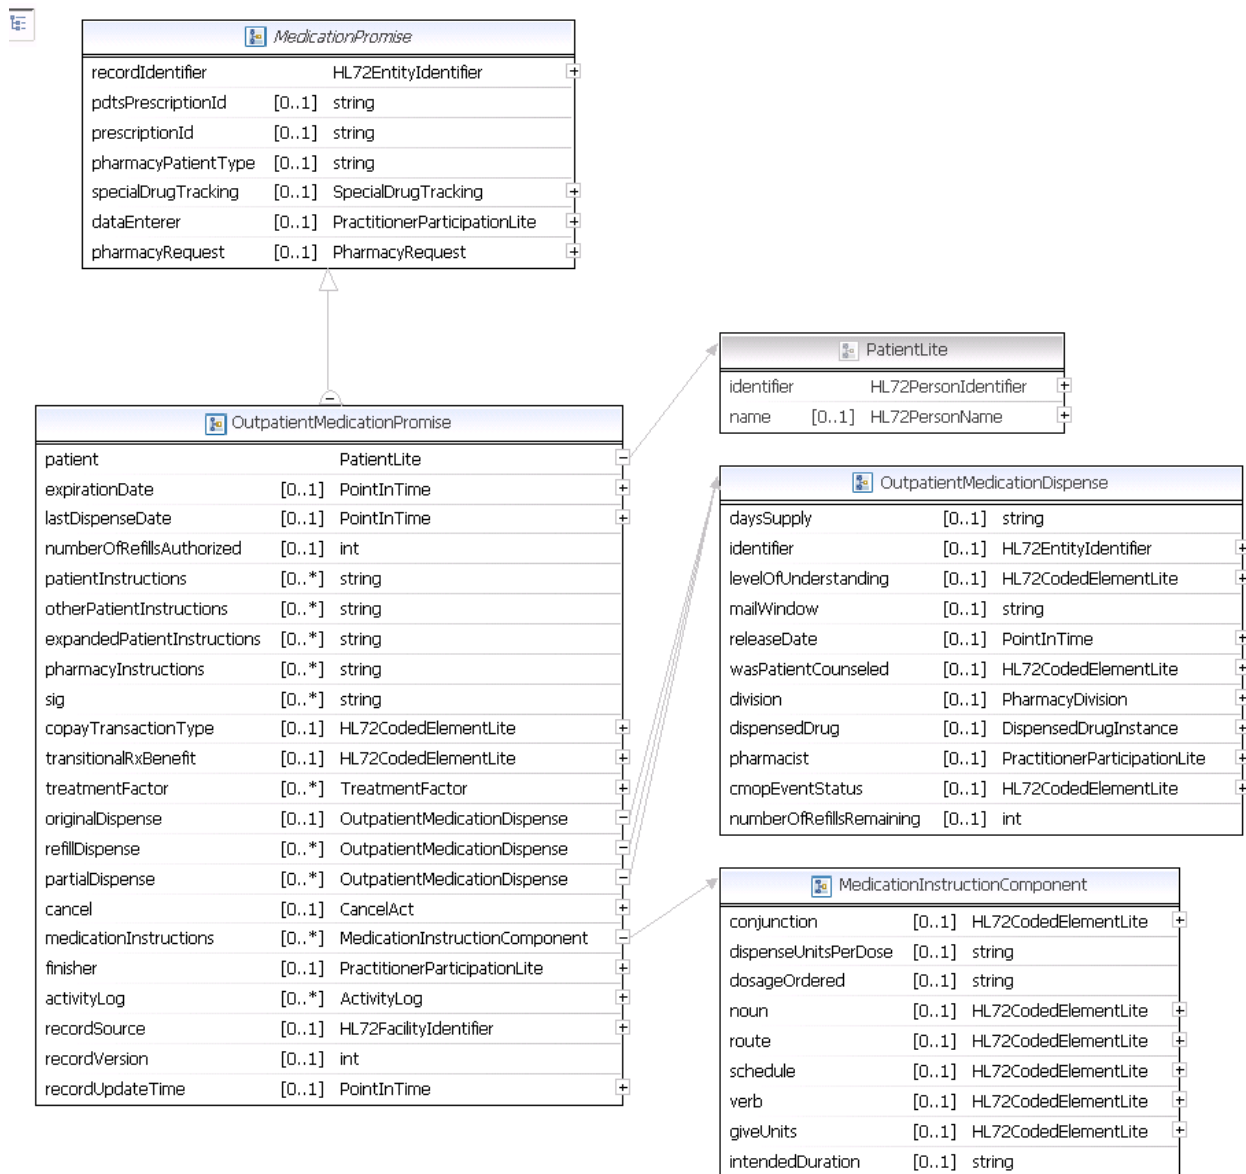 MedicationPromise
recordIdentifier HL72EntityIdentifier
pdtsPrescriptionId [0..1] string
prescriptionId [0..1] string
pharmacyPatientType [0..1] string
specialDrugTracking [0..1] SpecialDrugTracking
dataEnterer [0..1] PractitionerParticipationLite
pharmacyRequest [0..1] PharmacyRequest
OutpatientMedicationPromise
patient PatientLite
expirationDate [0..1] PointInTime
lastDispenseDate [0..1] PointInTime
numberOfRefillsAuthorized [0..1] int
patientInstructions [0..*] string
otherPatientInstructions [0..*] string
expandedPatientInstructions [0..*] string
pharmacyInstructions [0..*] string
sig [0..*] string
copayTransactionType [0..1] HL72CodedElementLite
transitionalRxBenefit [0..1] HL72CodedElementLite
treatmentFactor [0..*] TreatmentFactor
originalDispense [0..1] OutpatientMedicationDispense
refillDispense [0..*] OutpatientMedicationDispense
partialDispense [0..*] OutpatientMedicationDispense
cancel [0..1] CancelAct
medicationInstructions [0..*] MedicationInstructionComponent
finisher [0..1] PractitionerParticipationLite
activityLog [0..*] ActivityLog
recordSource [0..1] HL72FacilityIdentifier
recordVersion [0..1] int
recordUpdateTime [0..1] PointInTime
PatientLite
identifier HL72PersonIdentifier
name [0..1] HL72PersonName
OutpatientMedicationDispense
daysSupply [0..1] string
identifier [0..1] HL72EntityIdentifier
levelOfUnderstanding [0..1] HL72CodedElementLite
mailWindow [0..1] string
releaseDate [0..1] PointInTime
wasPatientCounseled [0..1] HL72CodedElementLite
division [0..1] PharmacyDivision
dispensedDrug [0..1] DispensedDrugInstance
pharmacist [0..1] PractitionerParticipationLite
cmopEventStatus [0..1] HL72CodedElementLite
numberOfRefillsRemaining [0..1] int
MedicationInstructionComponent
conjunction [0..1] HL72CodedElementLite
dispenseUnitsPerDose [0..1] string
dosageOrdered [0..1] string
noun [0..1] HL72CodedElementLite
route [0..1] HL72CodedElementLite
schedule [0..1] HL72CodedElementLite
verb [0..1] HL72CodedElementLite
giveUnits [0..1] HL72CodedElementLite
intendedDuration [0..1] string